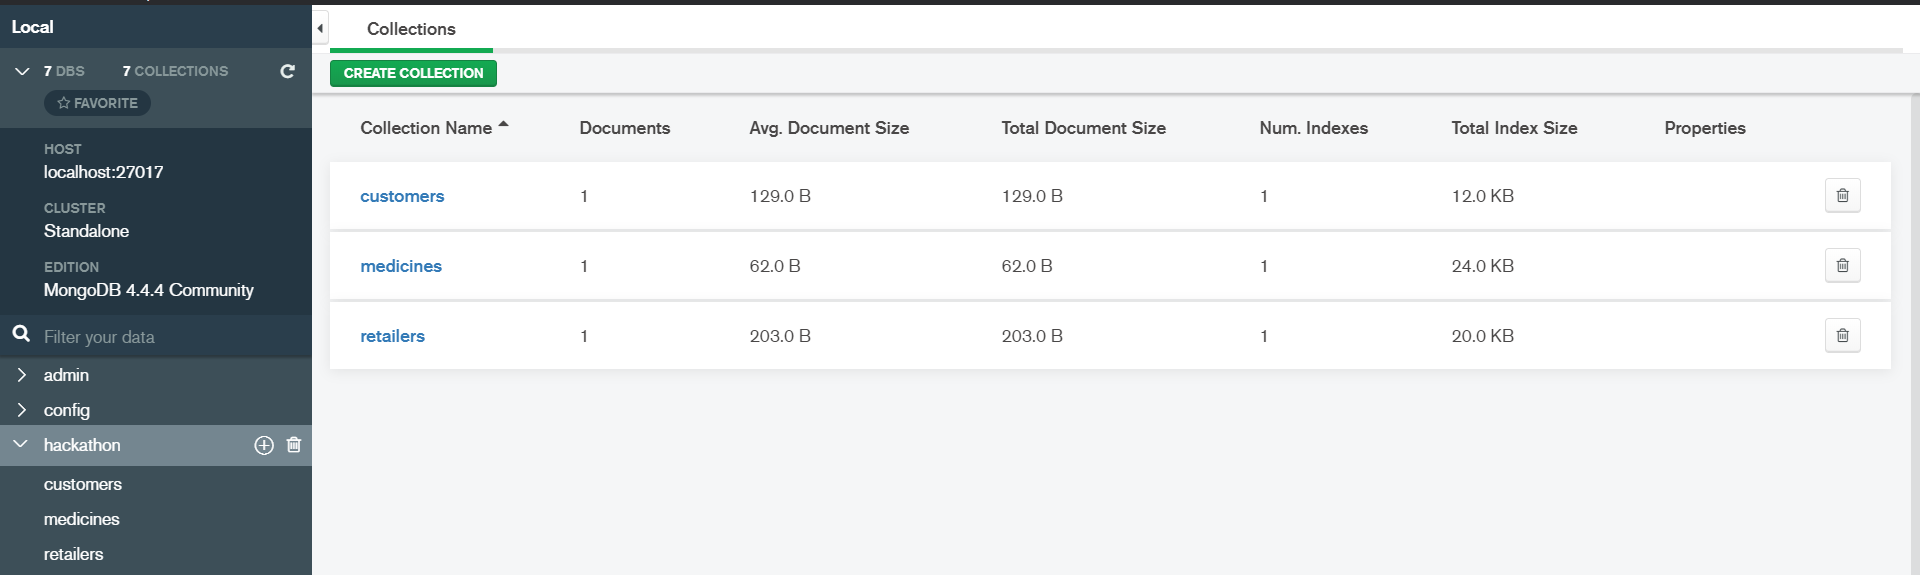 Local
7 DBS 7 COLLECTIONS
FAVORITE
HOST
localhost:27017
CLUSTER
Standalone
EDITION
MongoDB 4.4.4 Community
Filter your data
admin
config
hackathon
customers
medicines
retailers
Collections
CREATE COLLECTION
Collection Name Documents Avg. Document Size Total Document Size Num. Indexes Total Index Size Properties
customers 1 129.0 B 129.0 B 1 12.0 KB
medicines 1 62.0 B 62.0 B 1 24.0 KB
retailers 1 203.0 B 203.0 B 1 20.0 KB